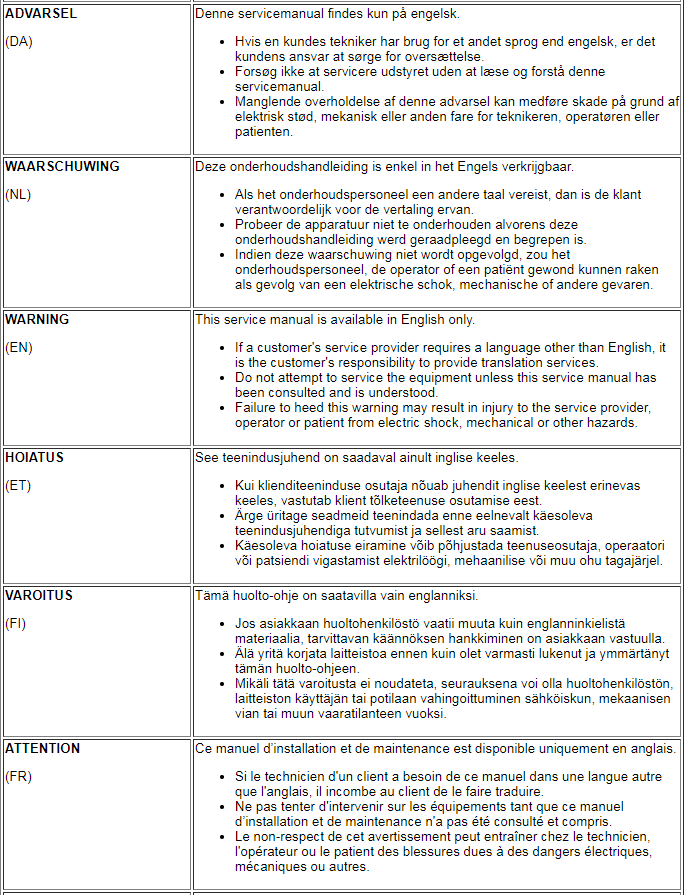 ADVARSEL
(DA)
Denne servicemanual findes kun på engelsk.
• Hvis en kundes tekniker har brug for et andet sprog end engelsk, er det
kundens ansvar at sørge for oversættelse.
• Forsøg ikke at servicere udstyret uden at læse og forstå denne
servicemanual.
• Manglende overholdelse af denne advarsel kan medføre skade på grund af
elektrisk stød, mekanisk eller anden fare for teknikeren, operatøren eller
patienten.
WAARSCHUWING
(NL)
Deze onderhoudshandleiding is enkel in het Engels verkrijgbaar.
• Als het onderhoudspersoneel een andere taal vereist, dan is de klant
verantwoordelijk voor de vertaling ervan.
• Probeer de apparatuur niet te onderhouden alvorens deze
onderhoudshandleiding werd geraadpleegd en begrepen is.
• Indien deze waarschuwing niet wordt opgevolgd, zou het
onderhoudspersoneel, de operator of een patiënt gewond kunnen raken
als gevolg van een elektrische schok, mechanische of andere gevaren.
WARNING
(EN)
This service manual is available in English only.
• If a customer's service provider requires a language other than English, it
is the customer's responsibility to provide translation services.
• Do not attempt to service the equipment unless this service manual has
been consulted and is understood.
• Failure to heed this warning may result in injury to the service provider,
operator or patient from electric shock, mechanical or other hazards.
HOIATUS
(ET)
See teenindusjuhend on saadaval ainult inglise keeles.
• Kui klienditeeninduse osutaja nõuab juhendit inglise keelest erinevas
keeles, vastutab klient tõlketeenuse osutamise eest.
• Ärge üritage seadmeid teenindada enne eelnevalt käesoleva
teenindusjuhendiga tutvumist ja sellest aru saamist.
• Käesoleva hoiatuse eiramine võib põhjustada teenuseosutaja, operaatori
või patsiendi vigastamist elektrilöögi, mehaanilise või muu ohu tagajärjel.
VAROITUS
(FI)
Tämä huolto-ohje on saatavilla vain englanniksi.
• Jos asiakkaan huoltohenkilöstö vaatii muuta kuin englanninkielistä
materiaalia, tarvittavan käännöksen hankkiminen on asiakkaan vastuulla.
• Älä yritä korjata laitteistoa ennen kuin olet varmasti lukenut ja ymmärtänyt
tämän huolto-ohjeen.
• Mikäli tätä varoitusta ei noudateta, seurauksena voi olla huoltohenkilöstön,
laitteiston käyttäjän tai potilaan vahingoittuminen sähköiskun, mekaanisen
vian tai muun vaaratilanteen vuoksi.
ATTENTION
(FR)
Ce manuel d’installation et de maintenance est disponible uniquement en anglais.
• Si le technicien d'un client a besoin de ce manuel dans une langue autre
que l'anglais, il incombe au client de le faire traduire.
• Ne pas tenter d'intervenir sur les équipements tant que ce manuel
d’installation et de maintenance n'a pas été consulté et compris.
• Le non-respect de cet avertissement peut entraîner chez le technicien,
l'opérateur ou le patient des blessures dues à des dangers électriques,
mécaniques ou autres.